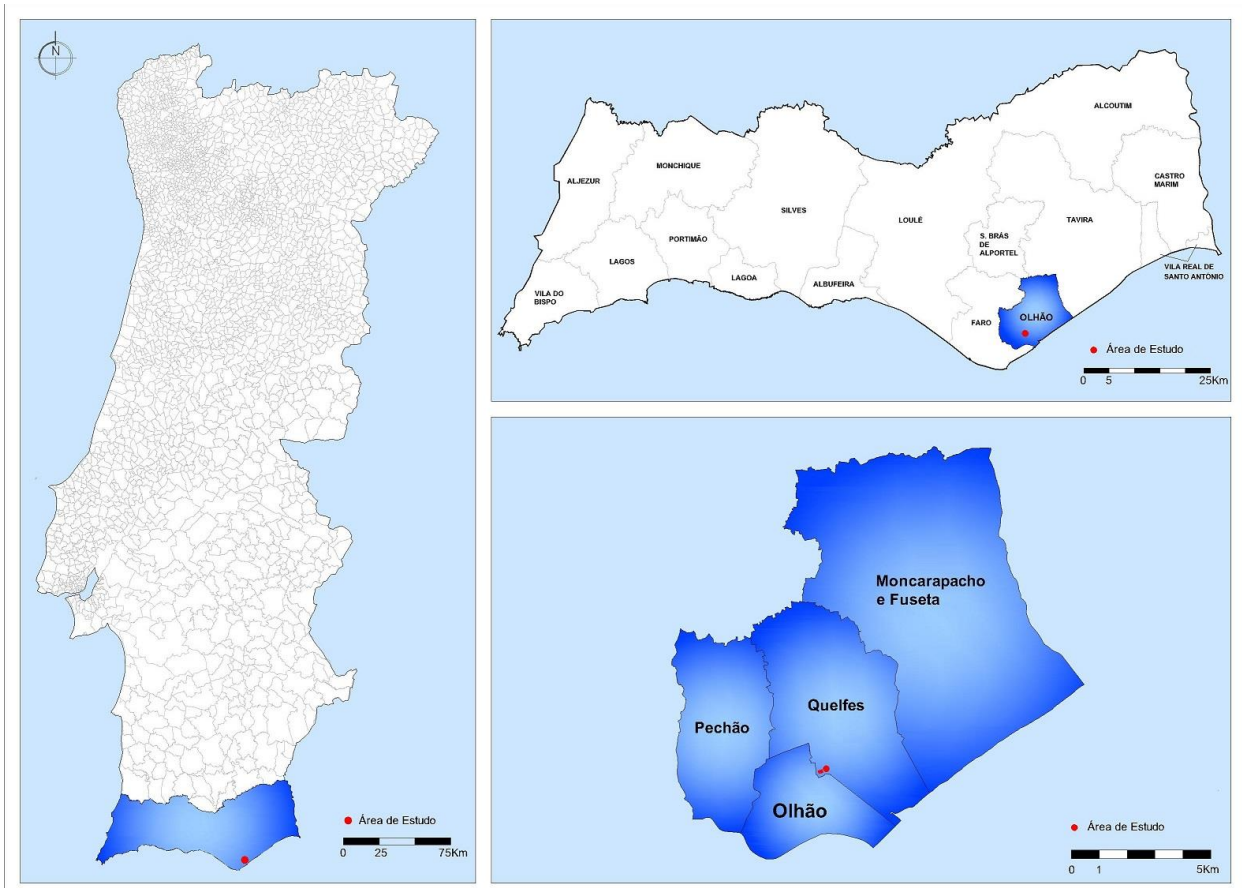 N
Área de Estudo
0 25 75Km
ALCOUTIM
MONCHIQUE
ALJEZUR
CASTRO
MARIM
SILVES
LOULÉ
TAVIRA
S. BRÁS
DE
ALPORTEL
PORTIMÃO
LAGOS
LAGOA
ALBUFEIRA
VILA REAL DE
SANTO ANTÓNIO
VILA DO
BISPO
FARO
OLHÃO
Área de Estudo
0 5 25Km
Moncarapacho
e Fuseta
Quelfes
Pechão
Olhão
Área de Estudo
0 1 5Km